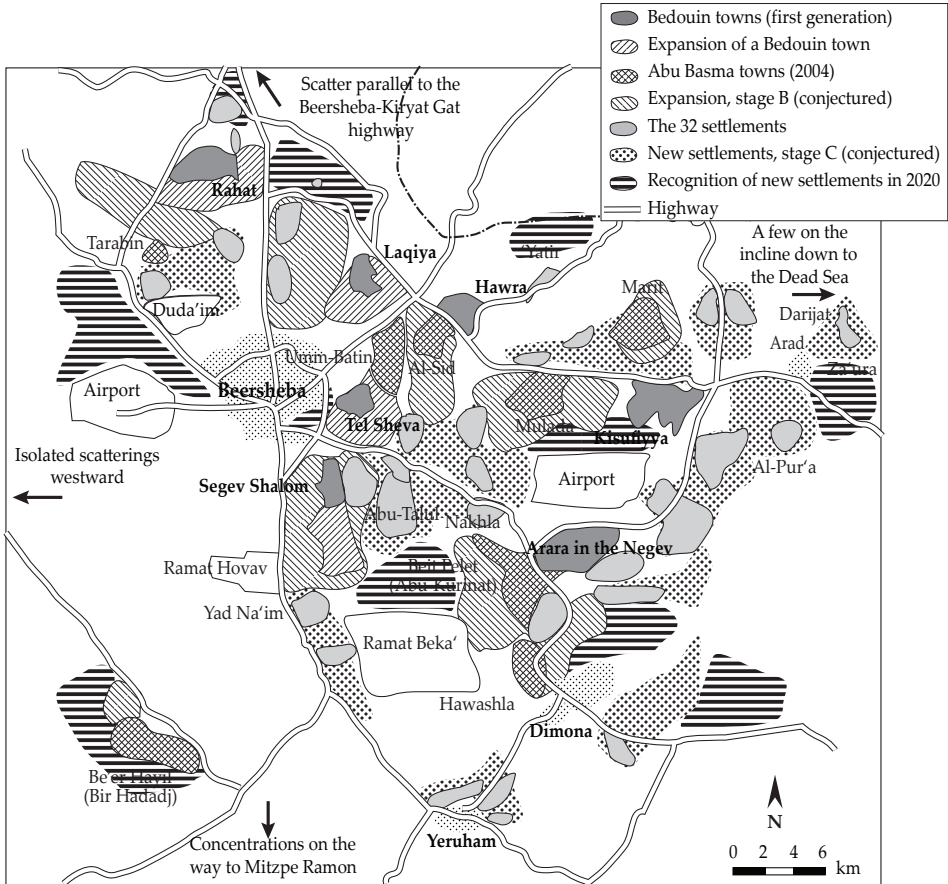 Bedouin towns (first generation)
Expansion of a Bedouin town
Abu Basma towns (2004)
Expansion, stage B (conjectured)
The 32 settlements
New settlements, stage C (conjectured)
Recognition of new settlements in 2020
Highway
Scatter parallel to the
Beersheba-Kiryat Gat
highway
Rahat
Tarabin
Laqiya
‘Yatir
A few on the
incline down to
the Dead Sea
Duda‘im
Hawra
Marit
Darijat
Arad
Umm-Batin
Al-Sid
Za‘ura
Airport
Beersheba
Tel Sheva
Mulada
Kisufiyya
Isolated scatterings
westward
Segev Shalom
Airport
Al-Pur‘a
Abu-Talul
Nakhla
Arara in the Negev
Ramat Hovav
Beit Pelet
(Abu-Kurinat)
Yad Na‘im
Ramat Beka‘
Hawashla
Dimona
Be‘er Havil
(Bir Hadadj)
N
Concentrations on the
way to Mitzpe Ramon
Yeruham
0 2 4 6
km